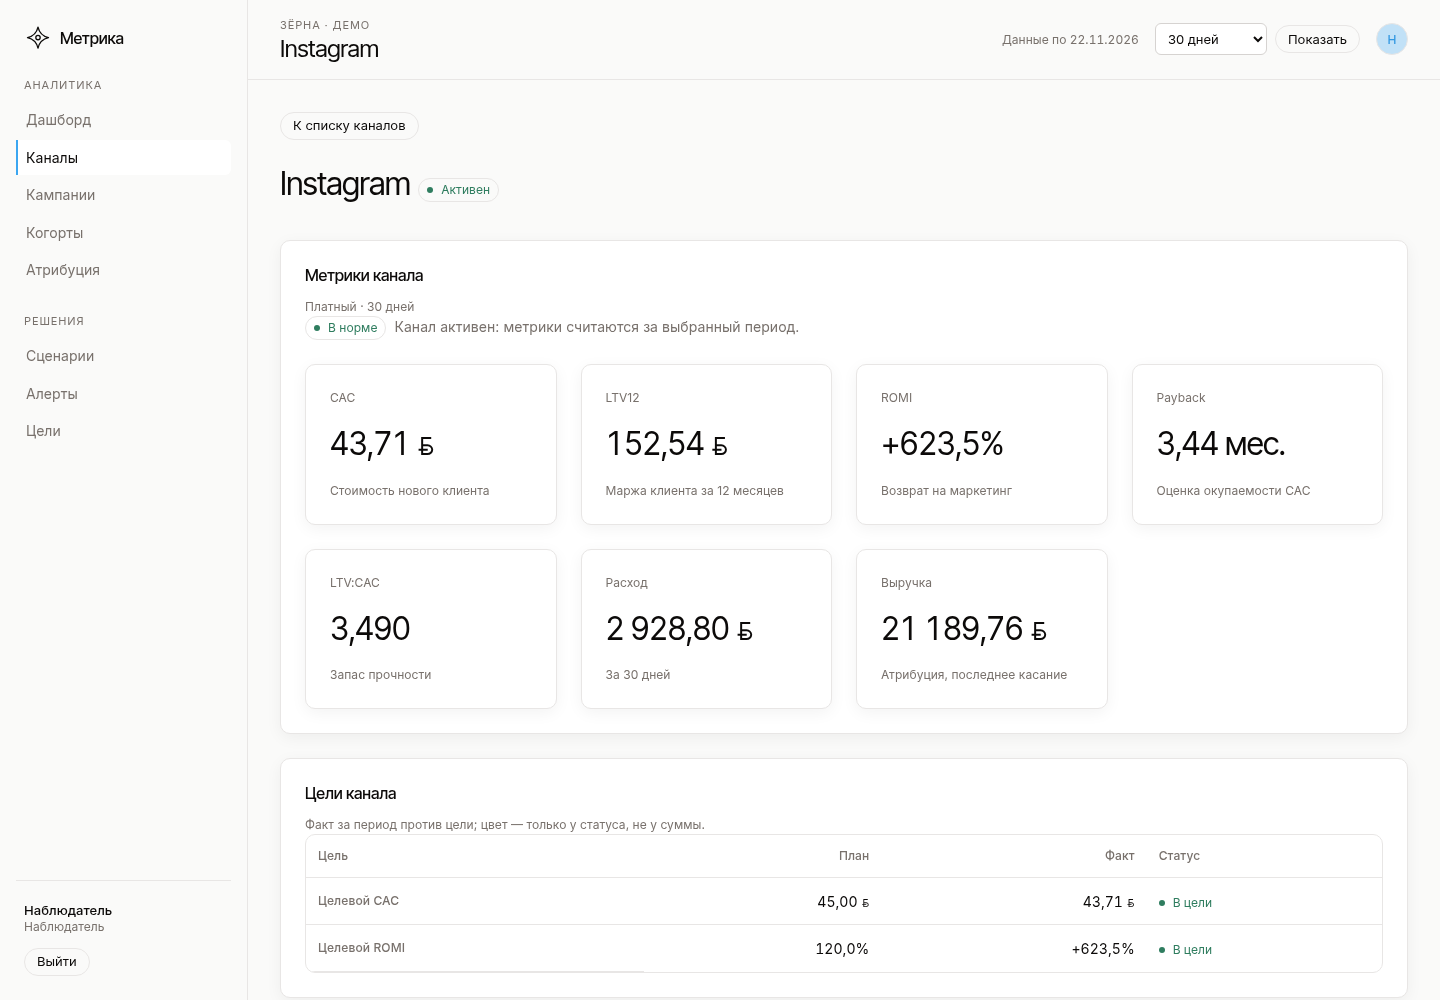 Метрика
АНАЛИТИКА
Дашборд
Каналы
Кампании
Когорты
Атрибуция
РЕШЕНИЯ
Сценарии
Алерты
Цели
Наблюдатель
Наблюдатель
Выйти
ЗЁРНА · ДЕМО
Instagram
Данные по 22.11.2026
30 дней
Показать
Н
К списку каналов
Instagram
Активен
Метрики канала
Платный · 30 дней
В норме Канал активен: метрики считаются за выбранный период.
CAC
43,71 Ƃ
Стоимость нового клиента
LTV12
152,54 Ƃ
Маржа клиента за 12 месяцев
ROMI
+623,5%
Возврат на маркетинг
Payback
3,44 мес.
Оценка окупаемости CAC
LTV:CAC
3,490
Запас прочности
Расход
2 928,80 Ƃ
За 30 дней
Выручка
21 189,76 Ƃ
Атрибуция, последнее касание
Цели канала
Факт за период против цели; цвет — только у статуса, не у суммы.
Цель План Факт Статус
Целевой CAC 45,00 Ƃ 43,71 Ƃ В цели
Целевой ROMI 120,0% +623,5% В цели